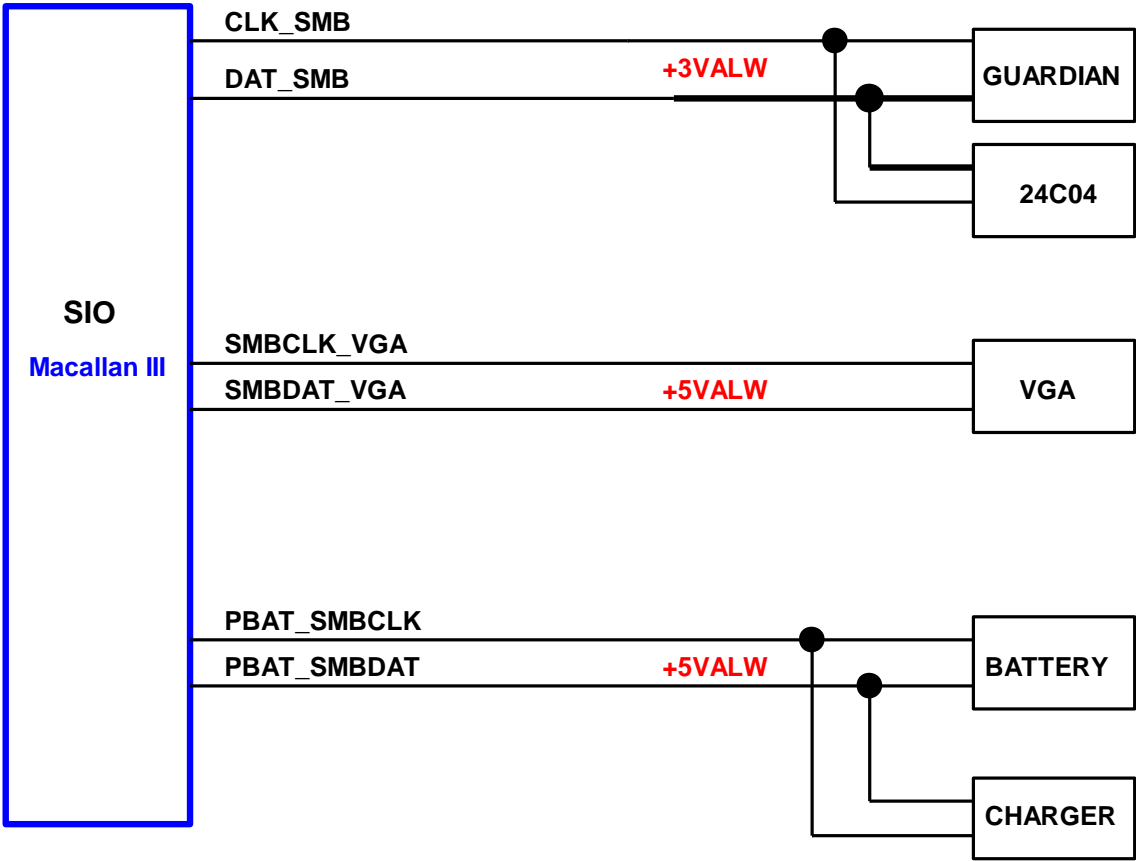 CLK_SMB
+3VALW
DAT_SMB
GUARDIAN
24C04
SIO
Macallan III
SMBCLK_VGA
SMBDAT_VGA
+5VALW
VGA
PBAT_SMBCLK
PBAT_SMBDAT
+5VALW
BATTERY
CHARGER